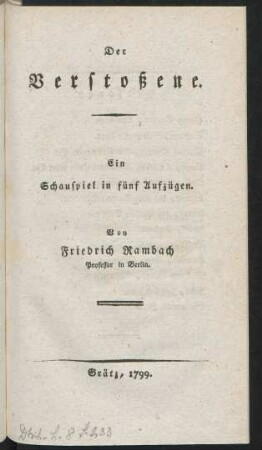 Der
Verstoßene.
Ein
Schauspiel in fünf Aufzügen.
Von
Friedrich Rambach
Professor in Berlin.
Grätz, 1799.